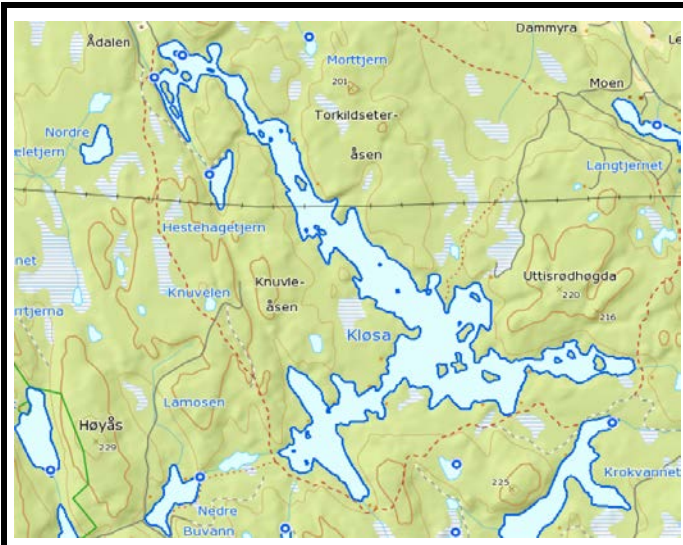 Dammyra
Le
Ådalen
Morttjern
201
Moen
Torkildseter-
åsen
Nordre
eletjern
Langtjernet
Hestehagetjern
net
Uttisrødhøgda
Knuvle-
åsen
Knuvelen
220
rrtjerna
216
Kløsa
Lamosen
Høyås
229
Krokvannet
225
Nedre
Buvann